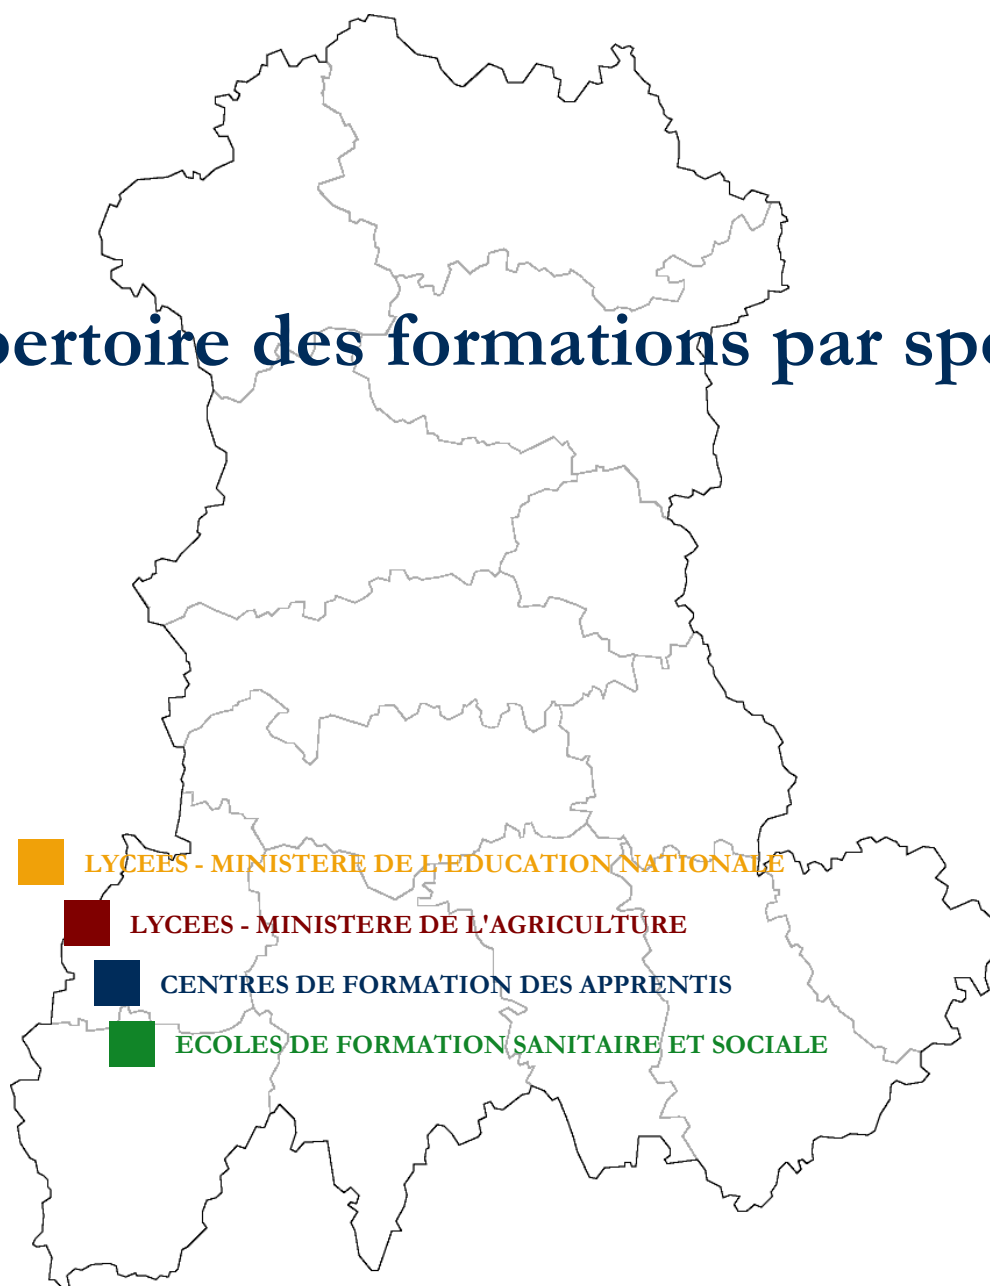 pertoire des formations par spé
LYCEES - MINISTERE DE L'EDUCATION NATIONALE
LYCEES - MINISTERE DE L'AGRICULTURE
CENTRES DE FORMATION DES APPRENTIS
ECOLES DE FORMATION SANITAIRE ET SOCIALE